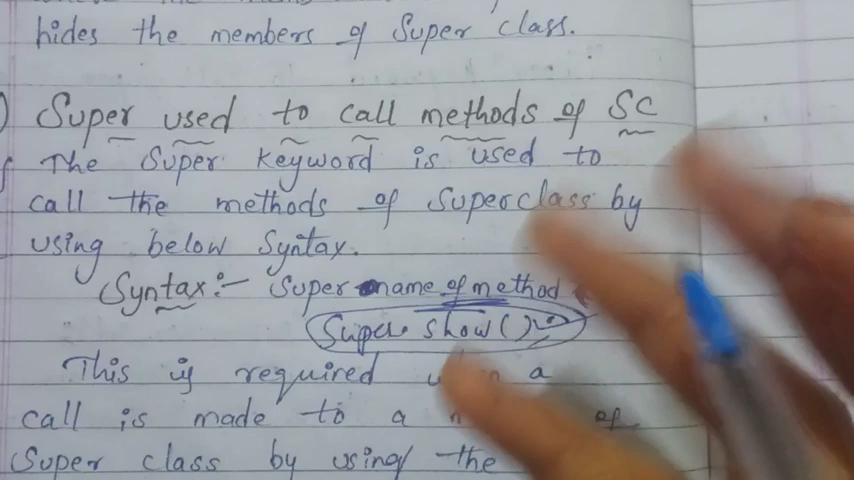 hides the members of Super class.
Super used to call methods of SC
The Super keyword is used to
call the methods of Superclass by
using below Syntax.
Syntax:- Super name of method
Super. show();
This is required a
call is made to a of
Super class by using the